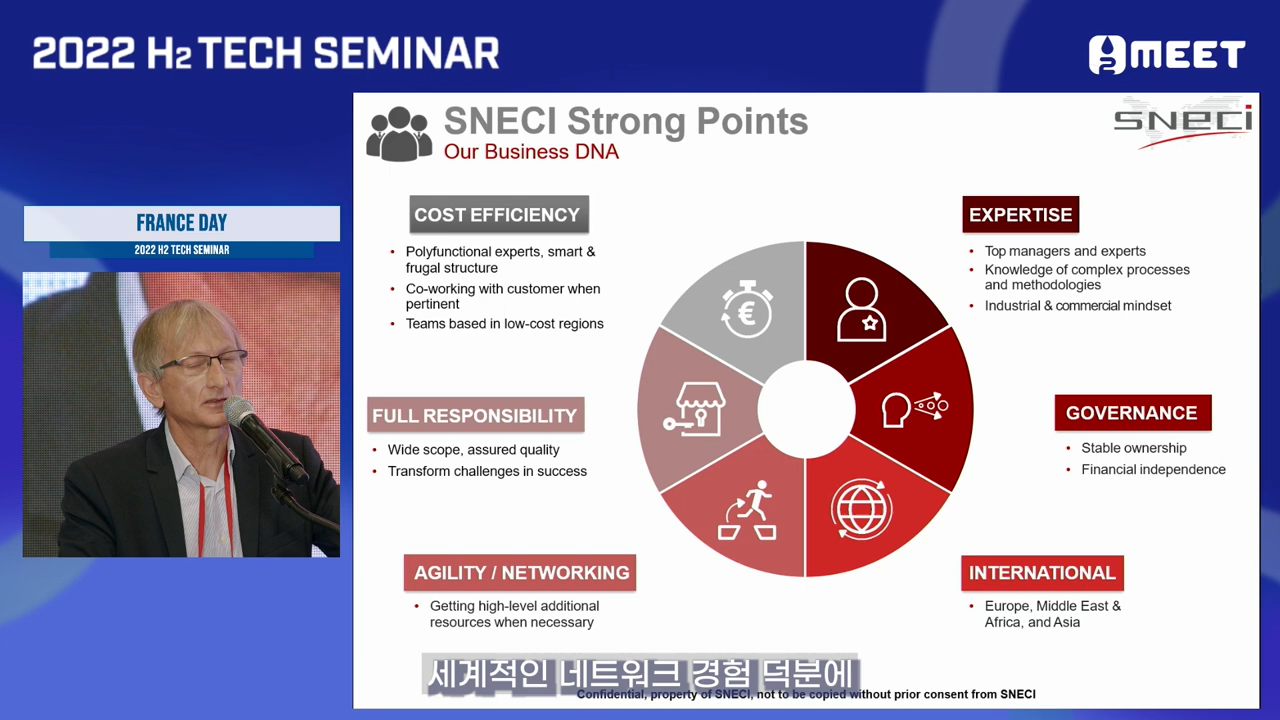 2022 H2 TECH SEMINAR
H2 MEET
FRANCE DAY
2022 H2 TECH SEMINAR
SNECI Strong Points
Our Business DNA
sneci
COST EFFICIENCY
• Polyfunctional experts, smart &
frugal structure
• Co-working with customer when
pertinent
• Teams based in low-cost regions
EXPERTISE
• Top managers and experts
• Knowledge of complex processes
and methodologies
• Industrial & commercial mindset
FULL RESPONSIBILITY
• Wide scope, assured quality
• Transform challenges in success
GOVERNANCE
• Stable ownership
• Financial independence
AGILITY / NETWORKING
• Getting high-level additional
resources when necessary
INTERNATIONAL
• Europe, Middle East &
Africa, and Asia
€
세계적인 네트워크 경험 덕분에
Confidential, property of SNECI, not to be copied without prior consent from SNECI